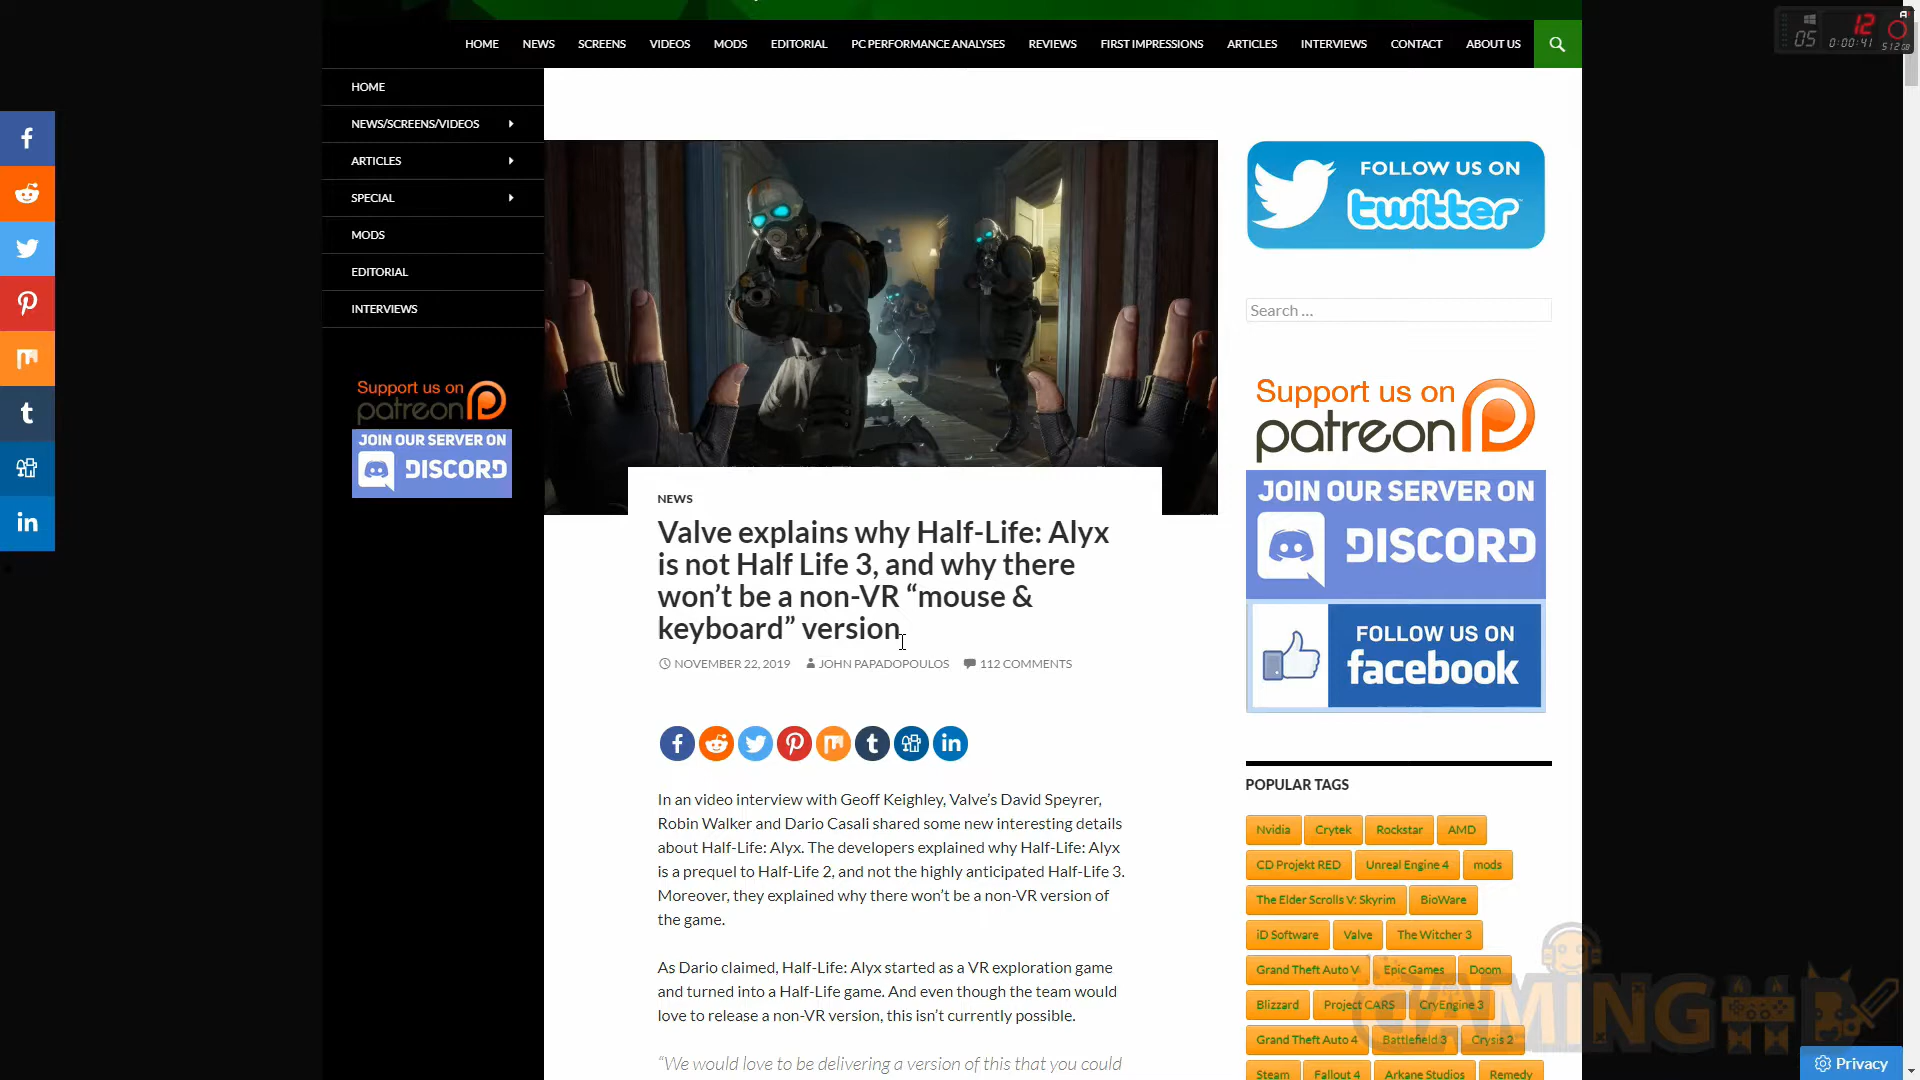 HOME NEWS SCREENS VIDEOS MODS EDITORIAL PC PERFORMANCE ANALYSES REVIEWS FIRST IMPRESSIONS ARTICLES INTERVIEWS CONTACT ABOUT US
05 12 0:00:41 512GB
HOME
NEWS/SCREENS/VIDEOS
ARTICLES
SPECIAL
MODS
EDITORIAL
INTERVIEWS
Support us on
patreon
JOIN OUR SERVER ON
DISCORD
NEWS
Valve explains why Half-Life: Alyx
is not Half Life 3, and why there
won’t be a non-VR “mouse &
keyboard” version
NOVEMBER 22, 2019 JOHN PAPADOPOULOS 112 COMMENTS
In an video interview with Geoff Keighley, Valve’s David Speyrer,
Robin Walker and Dario Casali shared some new interesting details
about Half-Life: Alyx. The developers explained why Half-Life: Alyx
is a prequel to Half-Life 2, and not the highly anticipated Half-Life 3.
Moreover, they explained why there won’t be a non-VR version of
the game.
As Dario claimed, Half-Life: Alyx started as a VR exploration game
and turned into a Half-Life game. And even though the team would
love to release a non-VR version, this isn’t currently possible.
“We would love to be delivering a version of this that you could
FOLLOW US ON
twitter
Search …
Support us on
patreon
JOIN OUR SERVER ON
DISCORD
FOLLOW US ON
facebook
POPULAR TAGS
Nvidia Crytek Rockstar AMD
CD Projekt RED Unreal Engine 4 mods
The Elder Scrolls V: Skyrim BioWare
iD Software Valve The Witcher 3
Grand Theft Auto V Epic Games Doom
Blizzard Project CARS CryEngine 3
Grand Theft Auto 4 Battlefield 3 Crysis 2
Steam Fallout 4 Arkane Studios Remedy
GAMING
Privacy